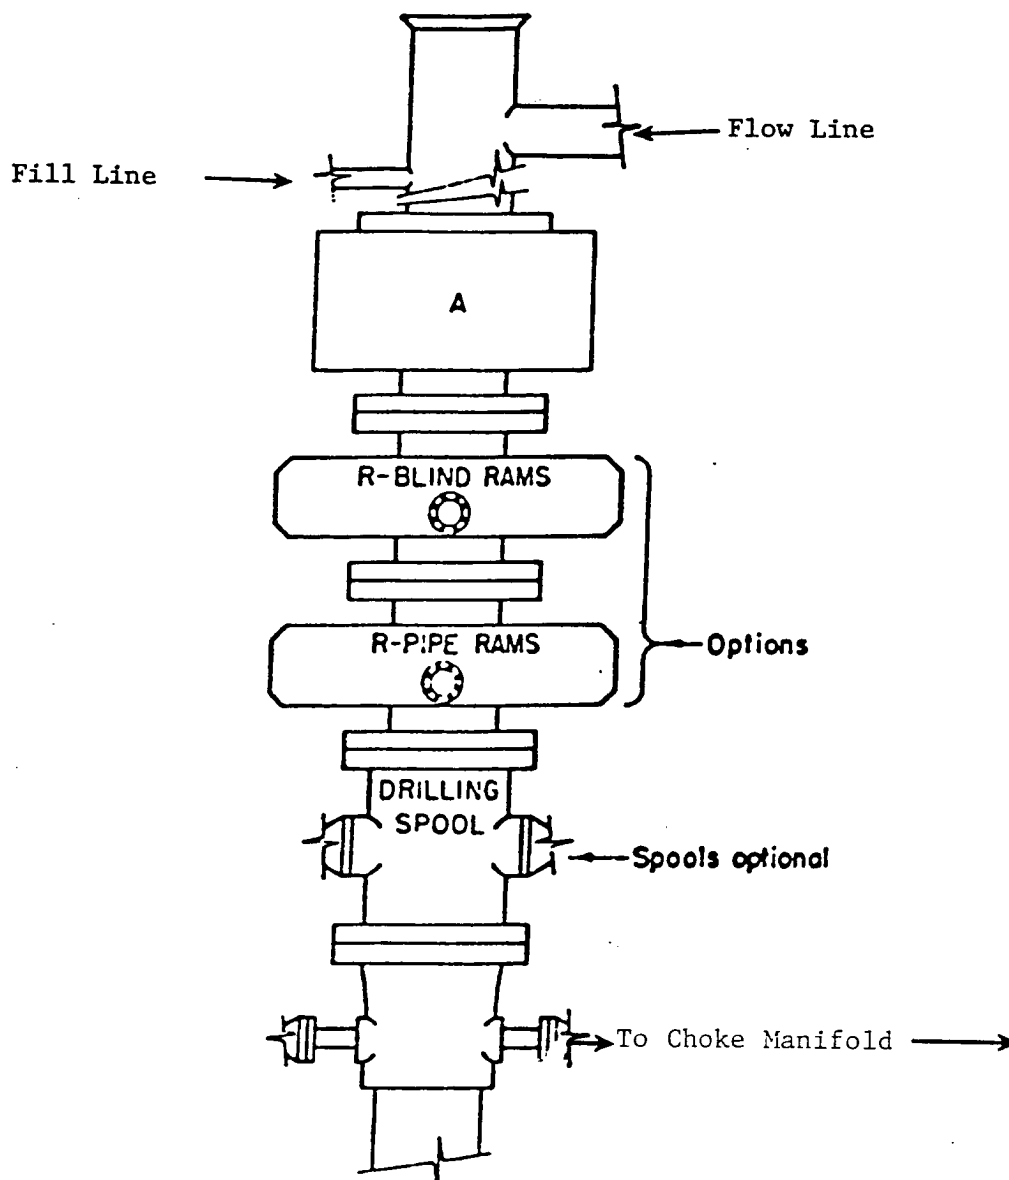 Flow Line
Fill Line
A
R-BLIND RAMS
R-PIPE RAMS
Options
DRILLING
SPOOL
Spools optional
To Choke Manifold